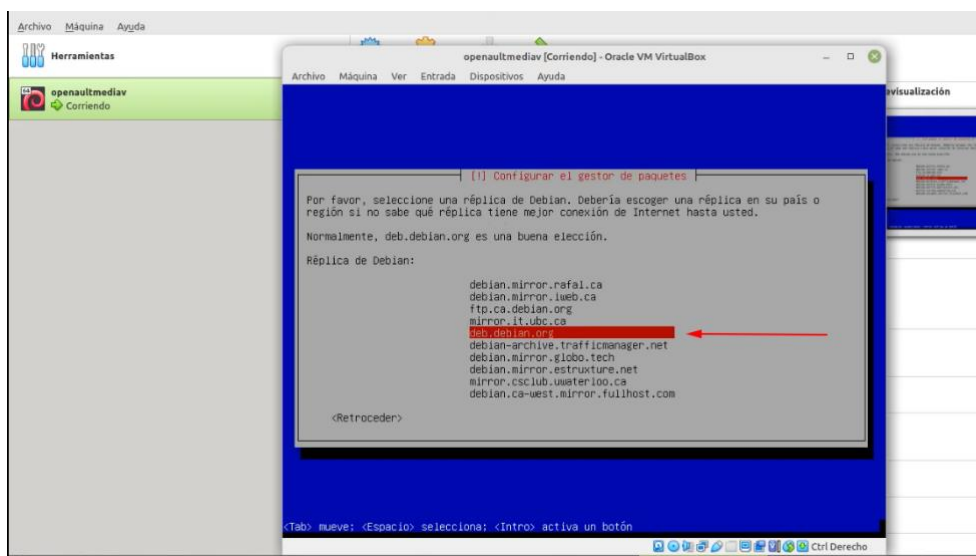 Archivo Máquina Ayuda
Herramientas
openaultmediav
Corriendo
openaultmediav [Corriendo] - Oracle VM VirtualBox
Archivo Máquina Ver Entrada Dispositivos Ayuda
evisualización
[!] Configurar el gestor de paquetes
Por favor, seleccione una réplica de Debian. Debería escoger una réplica en su país o
región si no sabe qué réplica tiene mejor conexión de Internet hasta usted.
Normalmente, deb.debian.org es una buena elección.
Réplica de Debian:
debian.mirror.rafal.ca
debian.mirror.iweb.ca
ftp.ca.debian.org
mirror.it.ubc.ca
deb.debian.org
debian-archive.trafficmanager.net
debian.mirror.globo.tech
debian.mirror.estruxture.net
mirror.csclub.uwaterloo.ca
debian.ca-west.mirror.fullhost.com
<Retroceder>
<Tab> mueve; <Espacio> selecciona; <Intro> activa un botón
Ctrl Derecho